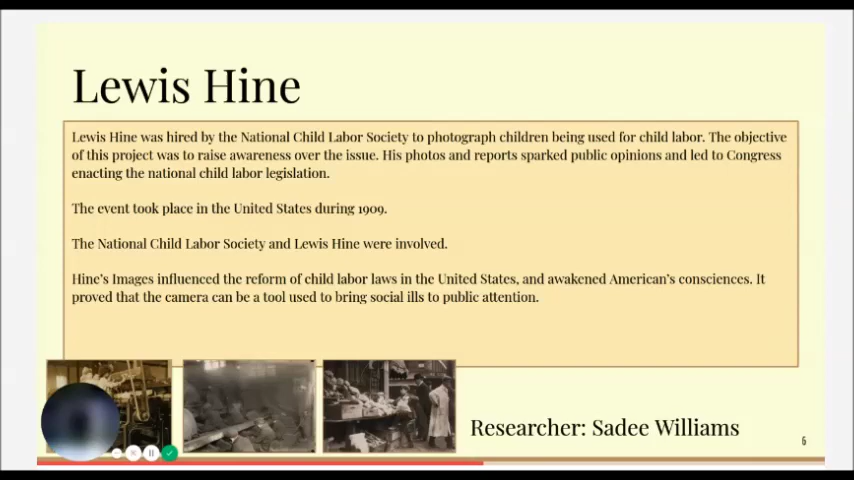 Lewis Hine
Lewis Hine was hired by the National Child Labor Society to photograph children being used for child labor. The objective
of this project was to raise awareness over the issue. His photos and reports sparked public opinions and led to Congress
enacting the national child labor legislation.
The event took place in the United States during 1909.
The National Child Labor Society and Lewis Hine were involved.
Hine's Images influenced the reform of child labor laws in the United States, and awakened American's consciences. It
proved that the camera can be a tool used to bring social ills to public attention.
Researcher: Sadee Williams
6